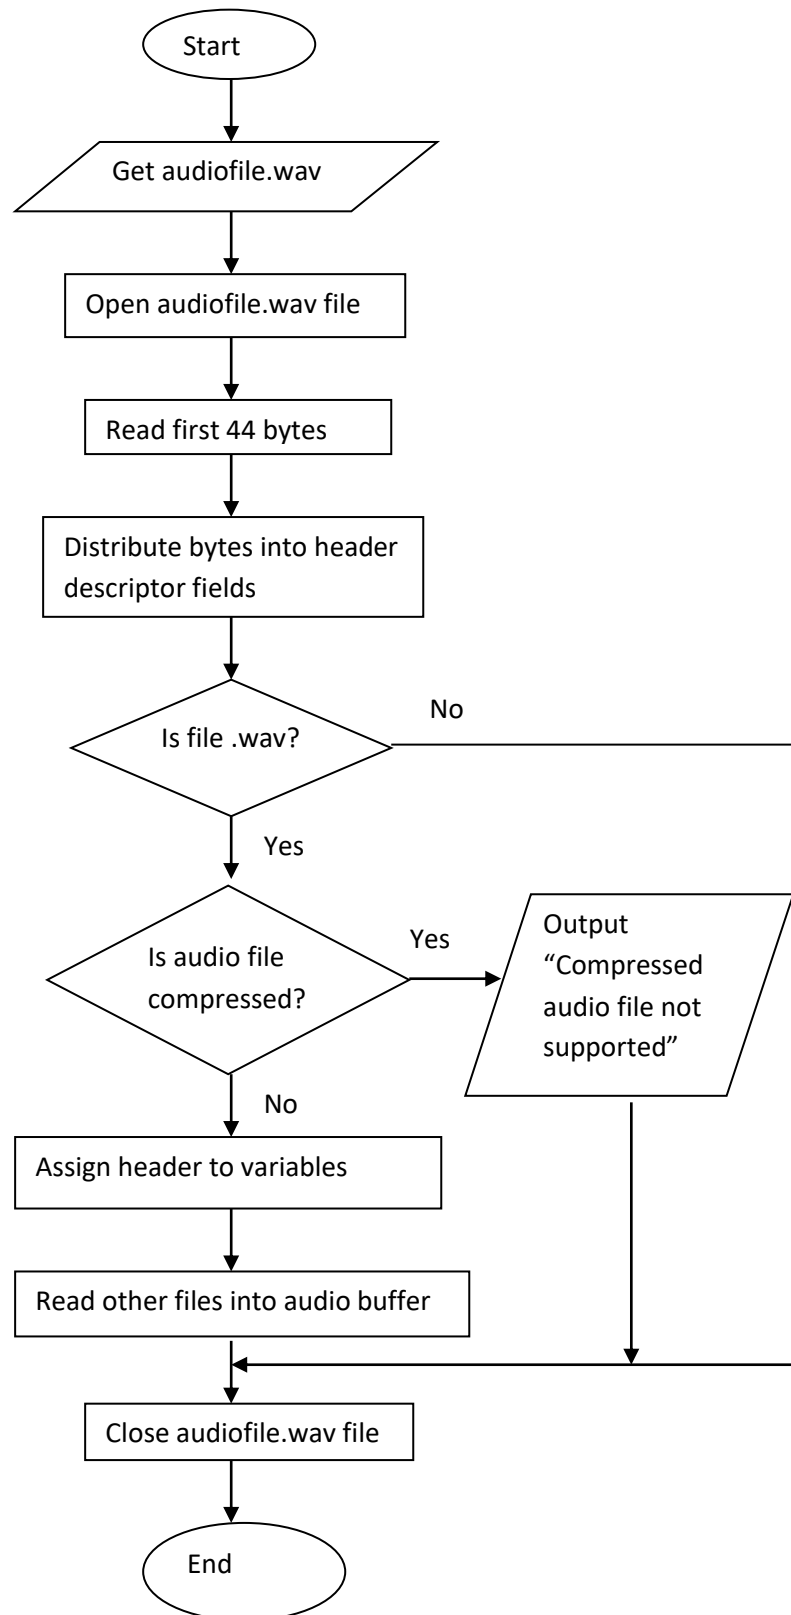 Start
Get audiofile.wav
Open audiofile.wav file
Read first 44 bytes
Distribute bytes into header
descriptor fields
No
Is file .wav?
Yes
Is audio file
compressed?
Yes
Output
“Compressed
audio file not
supported”
No
Assign header to variables
Read other files into audio buffer
Close audiofile.wav file
End